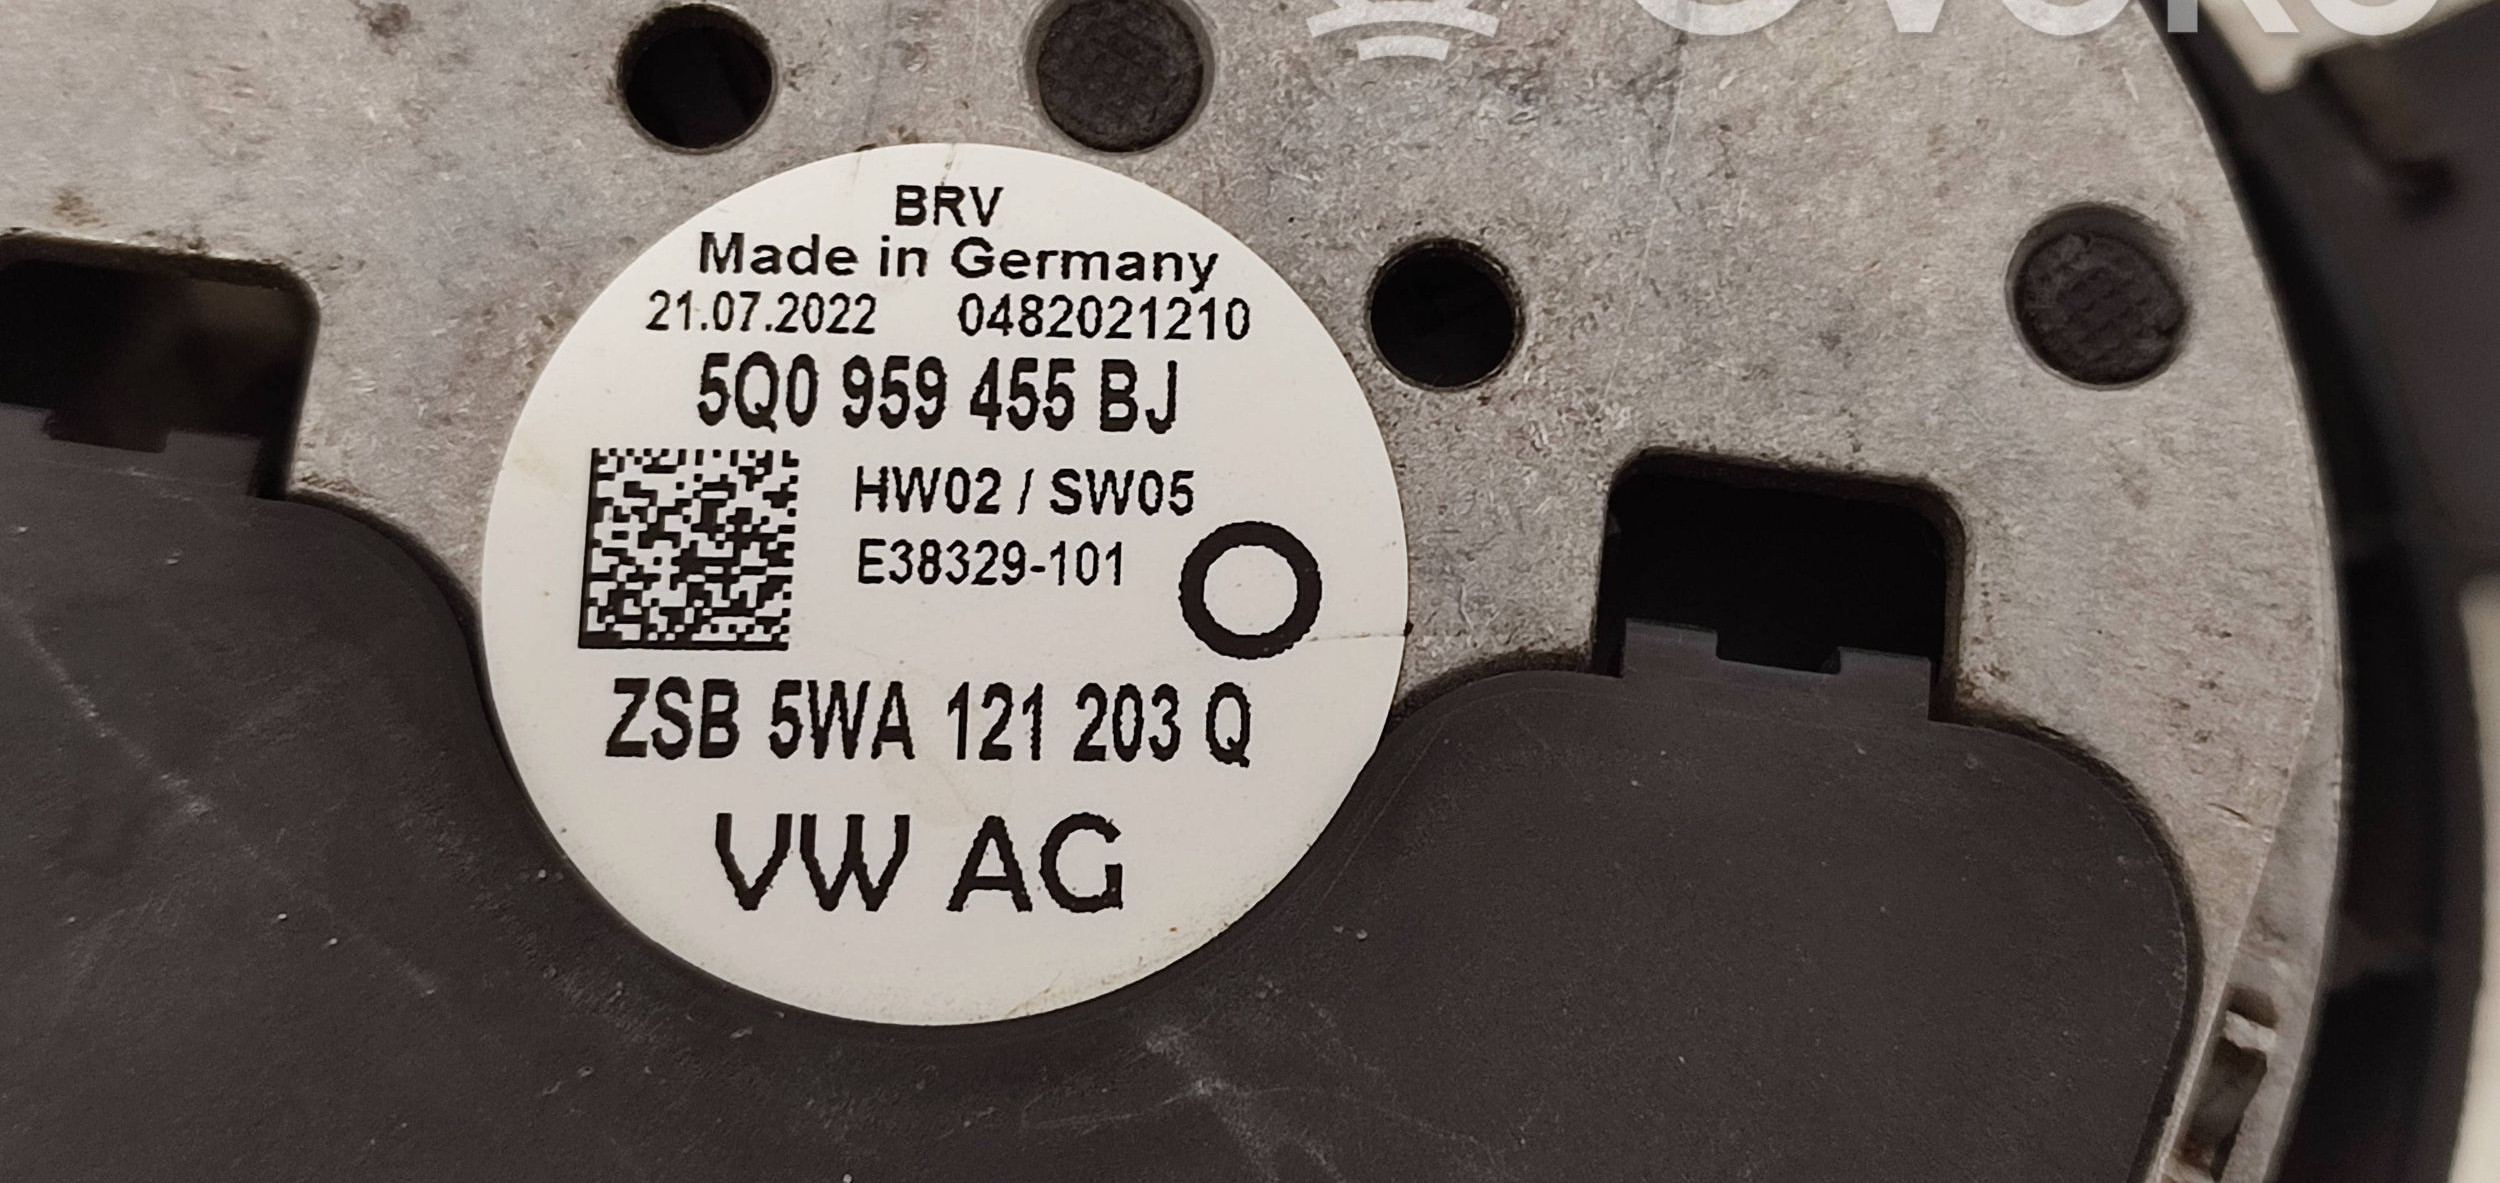 BRV
Made in Germany
21.07.2022 0482021210
5Q0 959 455 BJ
HW02 / SW05
E38329-101
ZSB 5WA 121 203 Q
VW AG